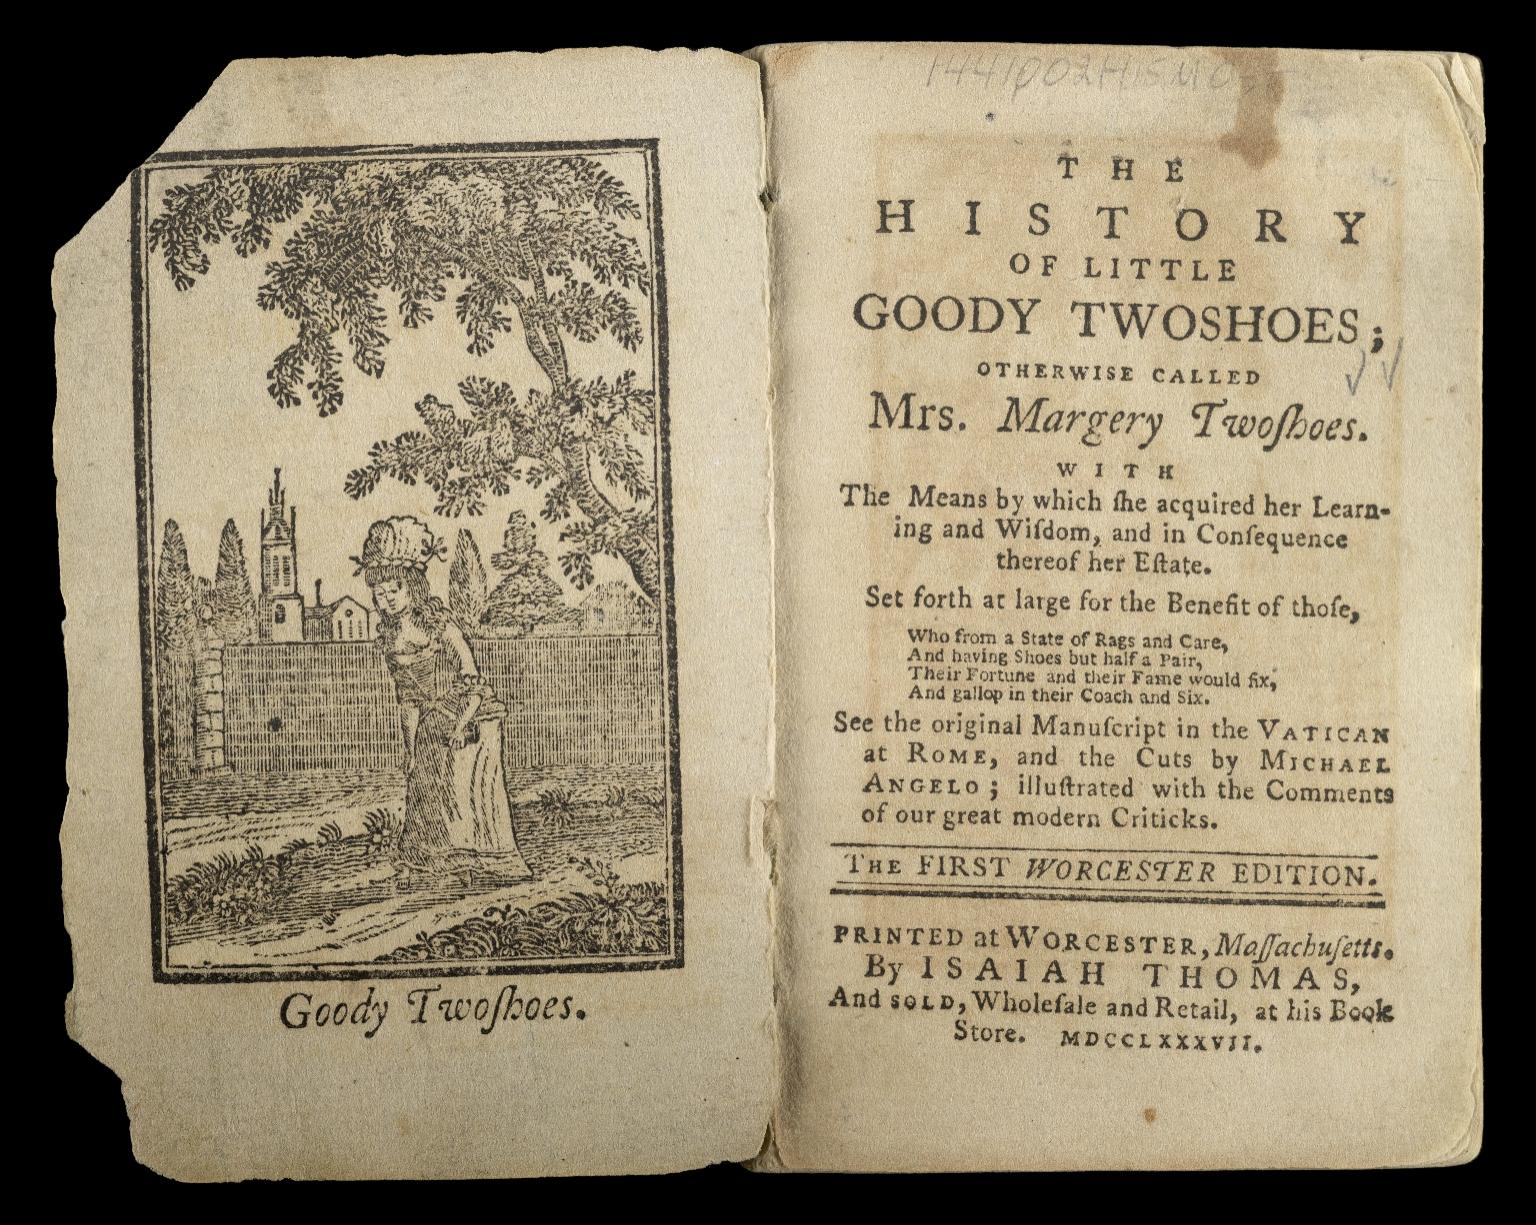 Goody Twoſhoes.
THE
HISTORY
OF LITTLE
GOODY TWOSHOES;
OTHERWISE CALLED
Mrs. Margery Twoſhoes.
WITH
The Means by which ſhe acquired her Learn-
ing and Wiſdom, and in Conſequence
thereof her Eſtate.
Set forth at large for the Benefit of thoſe,
Who from a State of Rags and Care,
And having Shoes but half a Pair,
Their Fortune and their Fame would fix,
And gallop in their Coach and Six.
See the original Manuſcript in the VATICAN
at ROME, and the Cuts by MICHAEL
ANGELO; illuſtrated with the Comments
of our great modern Criticks.
THE FIRST WORCESTER EDITION.
PRINTED at WORCESTER, Maſſachuſetts.
By ISAIAH THOMAS,
And SOLD, Wholeſale and Retail, at his Book
Store. MDCCLXXXVII.